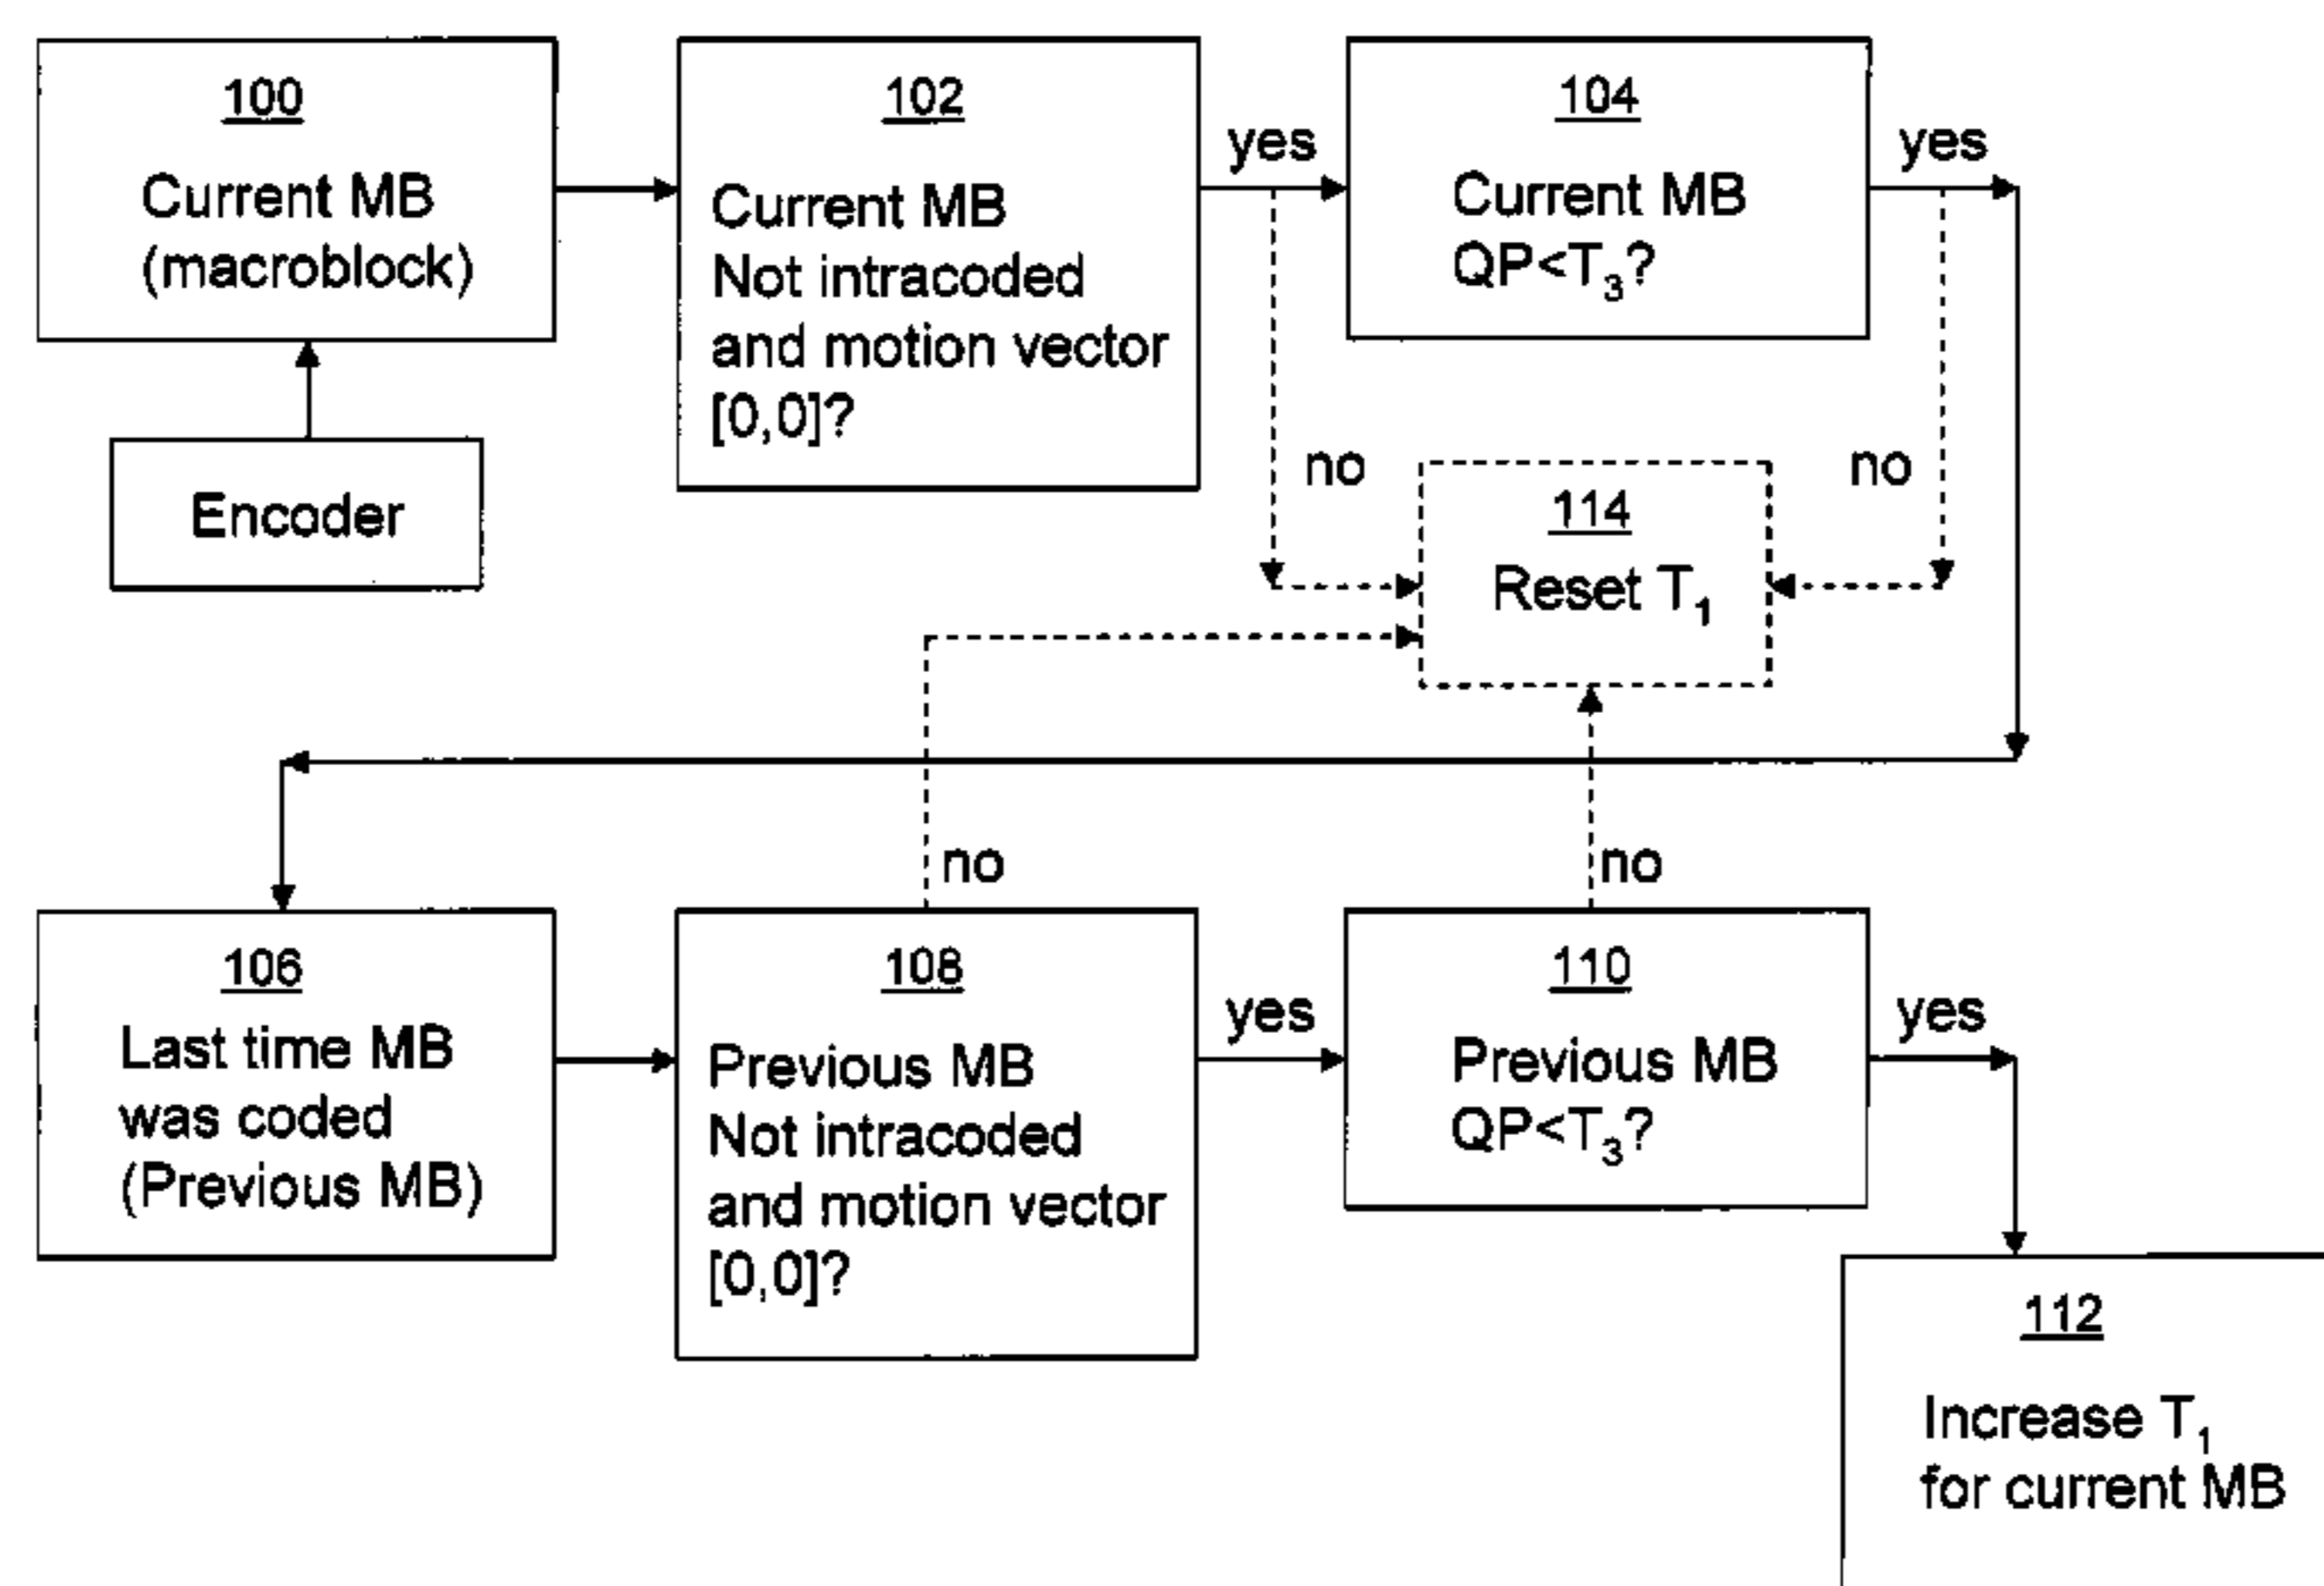 100
Current MB
(macroblock)
Encoder
102
Current MB
Not intracoded
and motion vector
[0,0]?
yes
no
104
Current MB
QP<T₃?
yes
no
114
Reset T₁
106
Last time MB
was coded
(Previous MB)
108
Previous MB
Not intracoded
and motion vector
[0,0]?
no
yes
110
Previous MB
QP<T₃?
no
yes
112
Increase T₁
for current MB